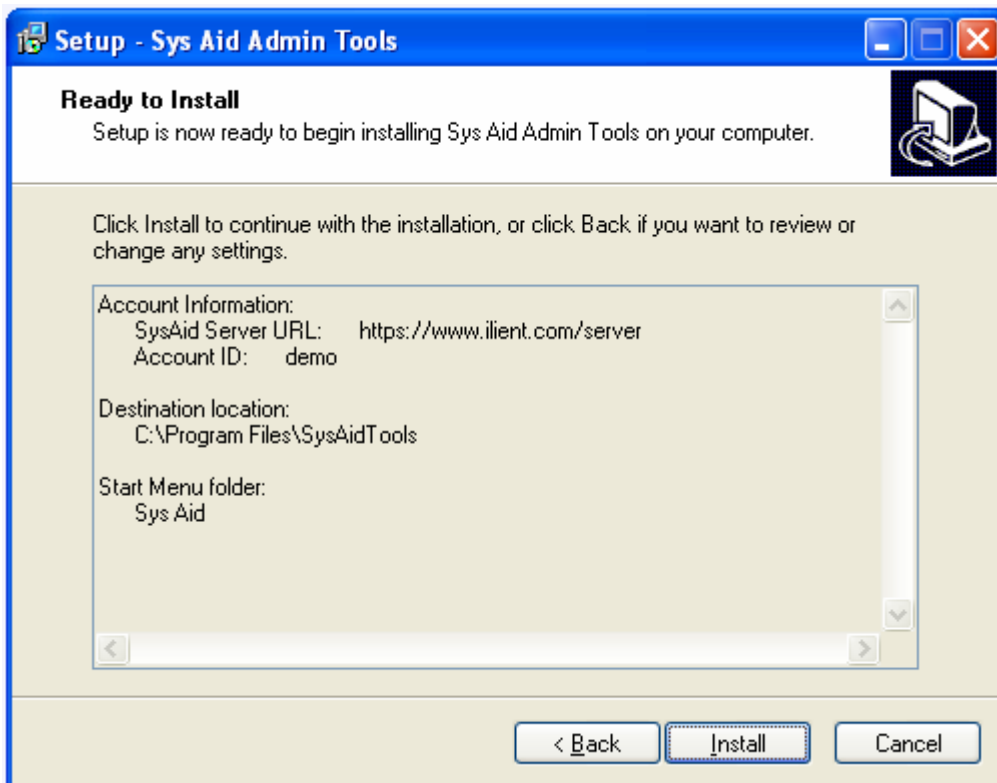 Setup - Sys Aid Admin Tools
Ready to Install
Setup is now ready to begin installing Sys Aid Admin Tools on your computer.
Click Install to continue with the installation, or click Back if you want to review or
change any settings.
Account Information:
SysAid Server URL: https://www.ilient.com/server
Account ID: demo
Destination location:
C:\Program Files\SysAidTools
Start Menu folder:
Sys Aid
< Back Install Cancel